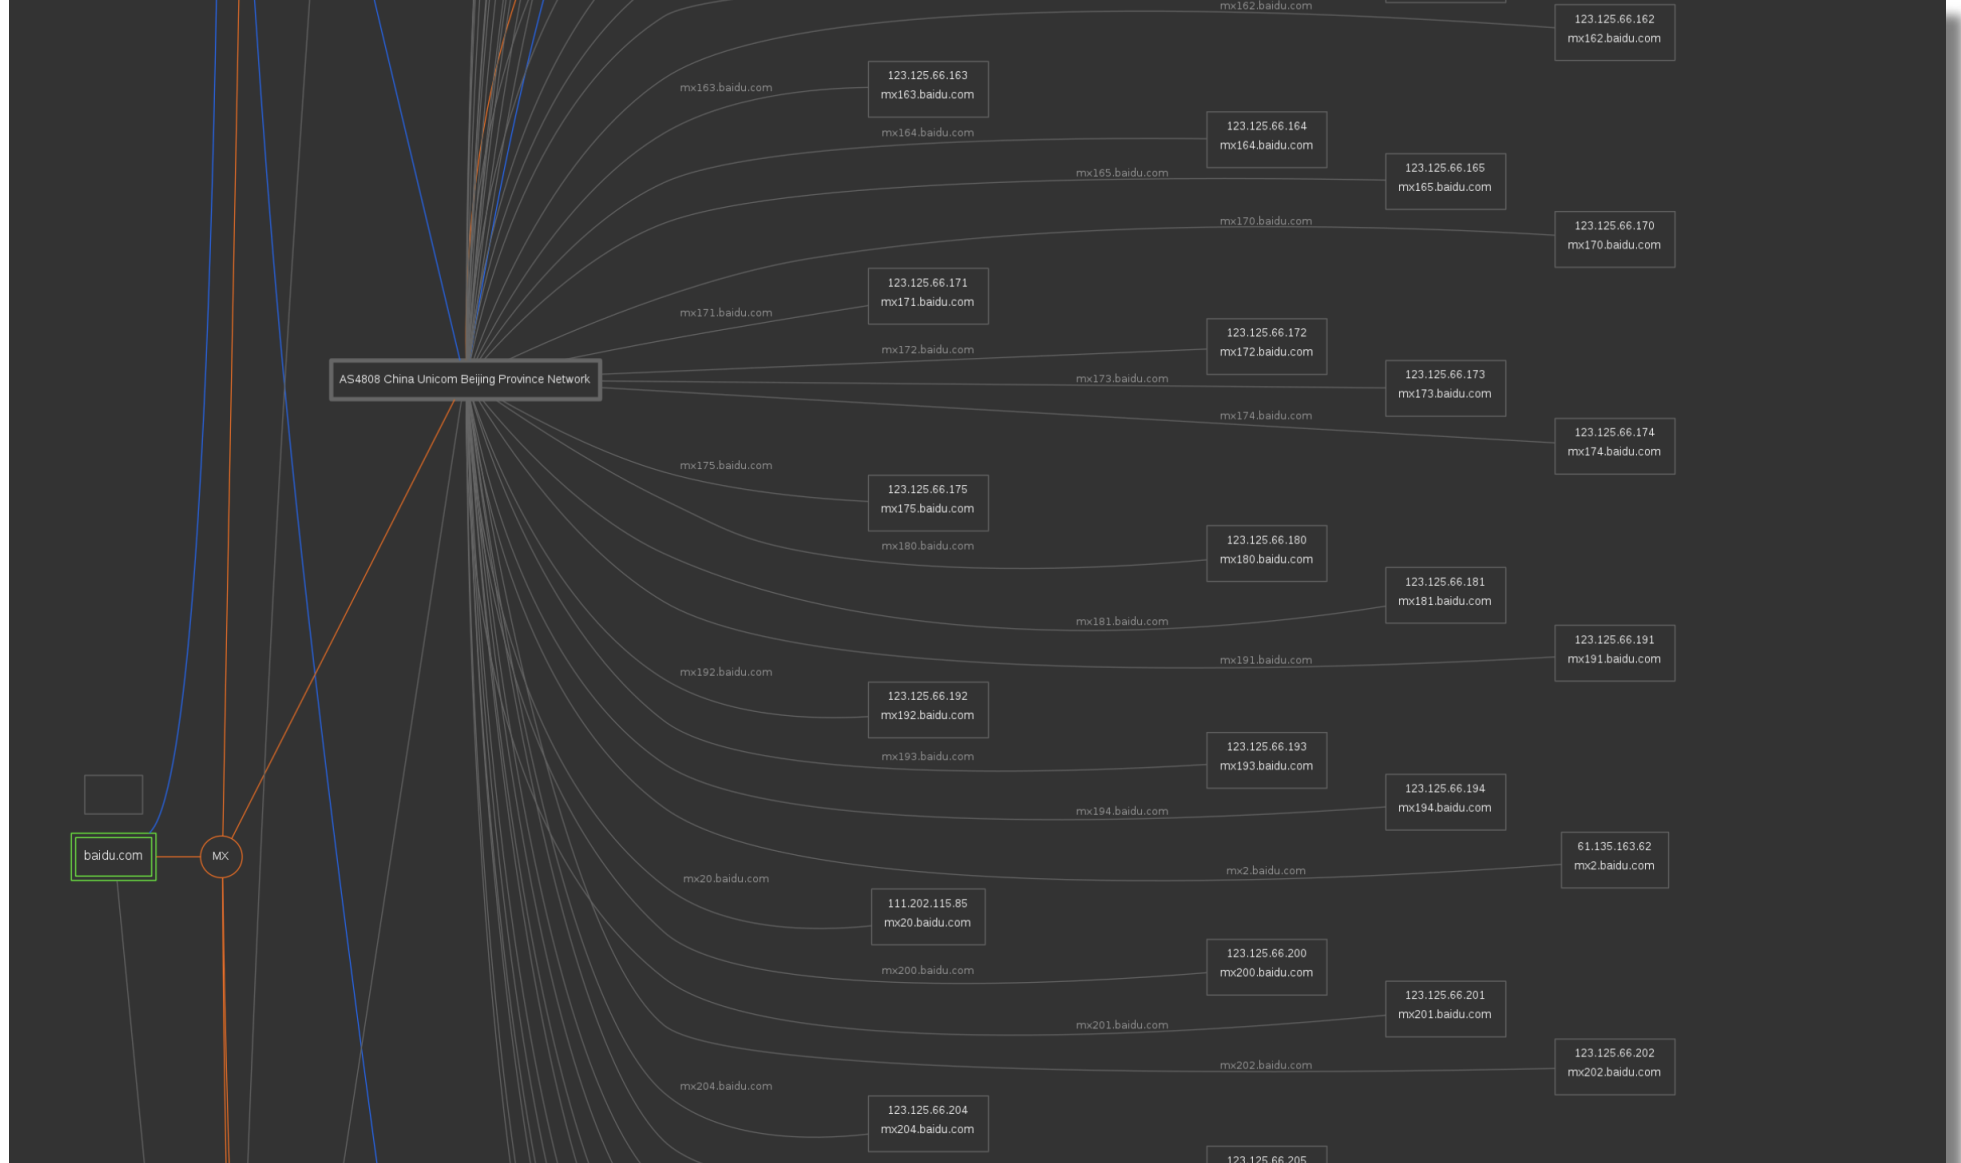 mx162.baidu.com
123.125.66.162
mx162.baidu.com
123.125.66.163
mx163.baidu.com
mx163.baidu.com
123.125.66.164
mx164.baidu.com
mx164.baidu.com
123.125.66.165
mx165.baidu.com
mx165.baidu.com
mx170.baidu.com
123.125.66.170
mx170.baidu.com
123.125.66.171
mx171.baidu.com
mx171.baidu.com
123.125.66.172
mx172.baidu.com
mx172.baidu.com
AS4808 China Unicom Beijing Province Network
mx173.baidu.com
123.125.66.173
mx173.baidu.com
mx174.baidu.com
123.125.66.174
mx174.baidu.com
mx175.baidu.com
123.125.66.175
mx175.baidu.com
mx180.baidu.com
123.125.66.180
mx180.baidu.com
123.125.66.181
mx181.baidu.com
mx181.baidu.com
123.125.66.191
mx191.baidu.com
mx191.baidu.com
mx192.baidu.com
123.125.66.192
mx192.baidu.com
mx193.baidu.com
123.125.66.193
mx193.baidu.com
123.125.66.194
mx194.baidu.com
mx194.baidu.com
baidu.com
MX
61.135.163.62
mx2.baidu.com
mx2.baidu.com
mx20.baidu.com
111.202.115.85
mx20.baidu.com
123.125.66.200
mx200.baidu.com
mx200.baidu.com
123.125.66.201
mx201.baidu.com
mx201.baidu.com
123.125.66.202
mx202.baidu.com
mx202.baidu.com
mx204.baidu.com
123.125.66.204
mx204.baidu.com
123.125.66.205